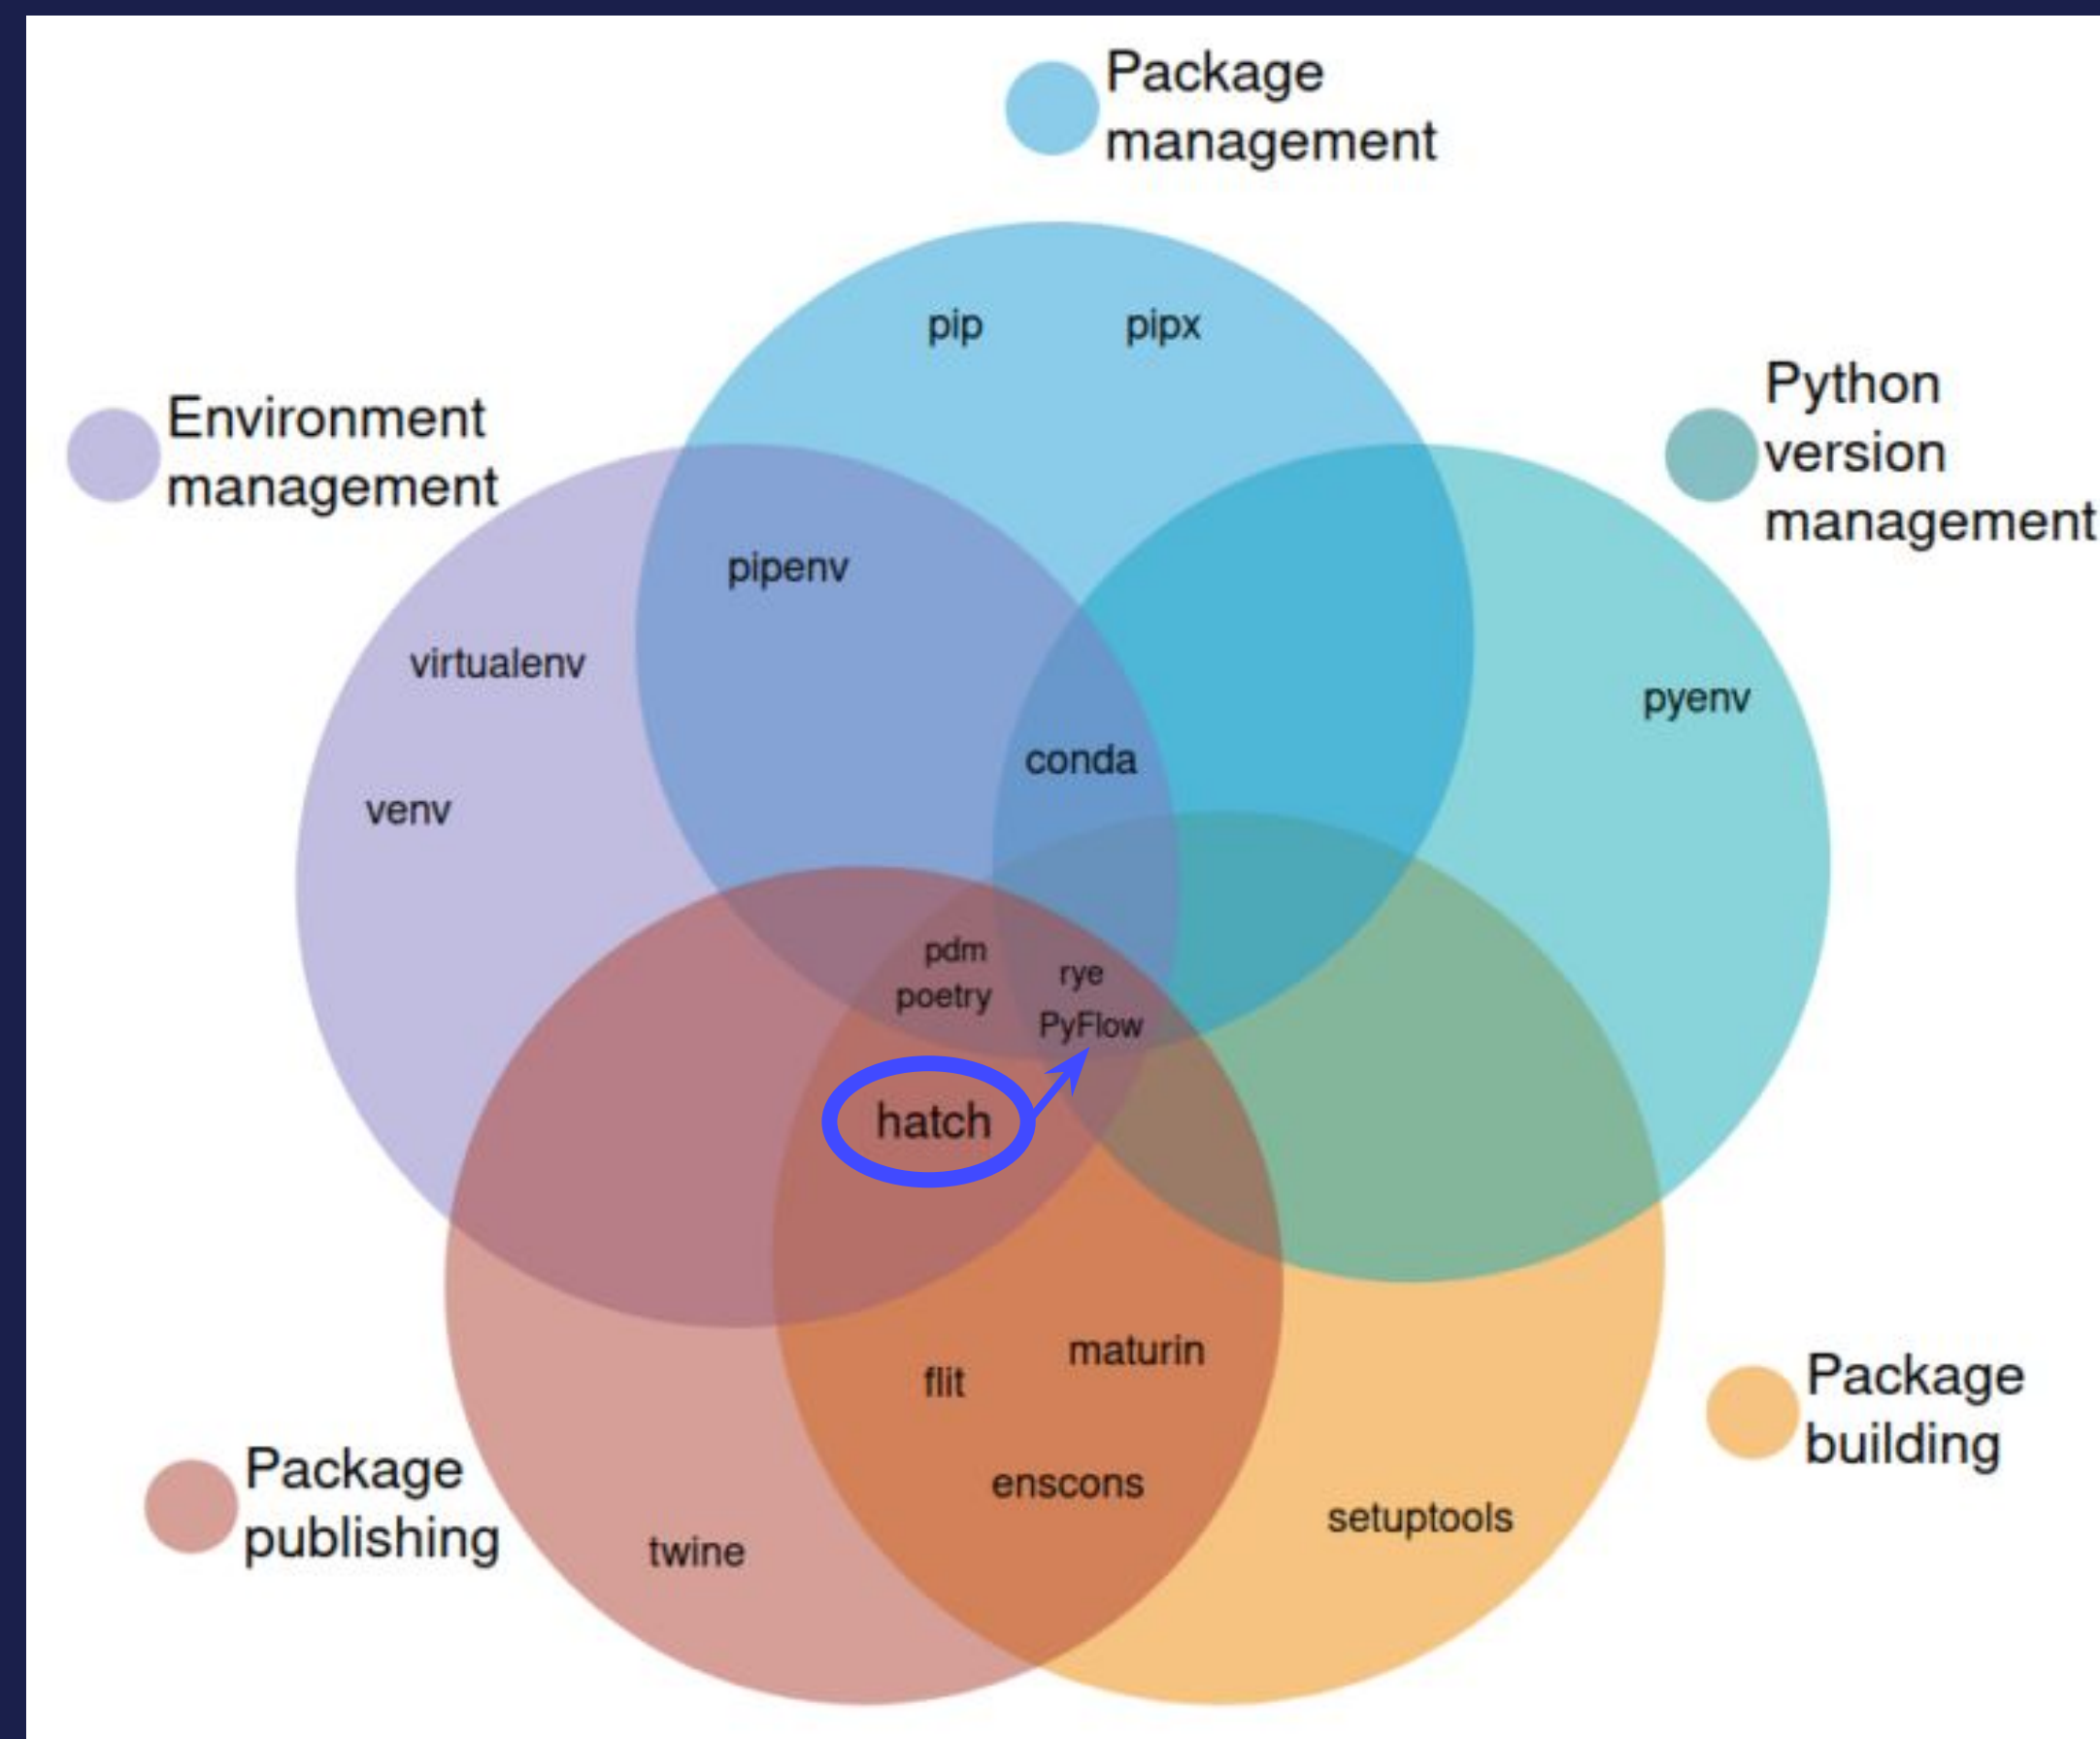 Package
management
pip
pipx
Environment
management
Python
version
management
pipenv
virtualenv
pyenv
conda
venv
pdm
poetry
rye
PyFlow
hatch
maturin
flit
enscons
Package
building
Package
publishing
setuptools
twine